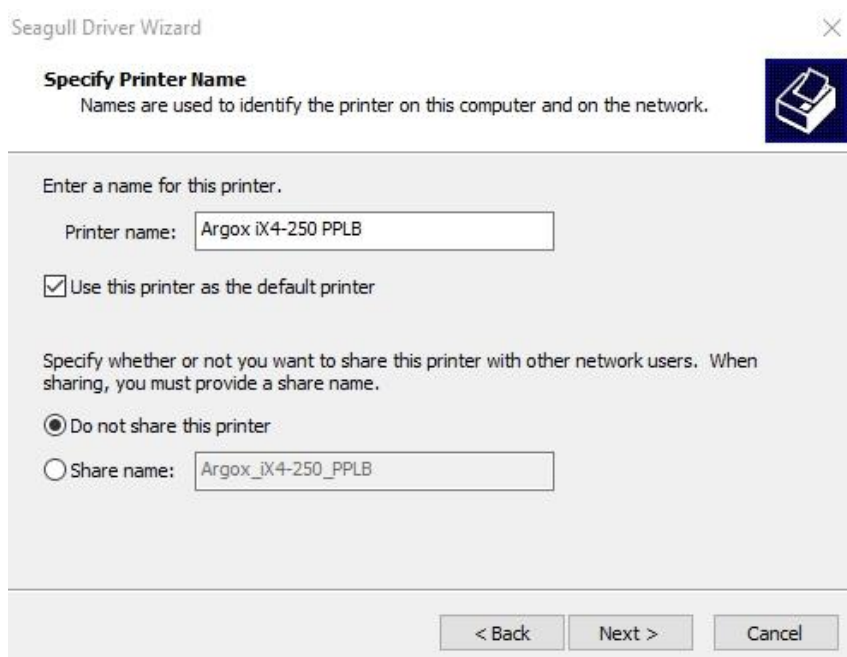 Seagull Driver Wizard
Specify Printer Name
Names are used to identify the printer on this computer and on the network.
Enter a name for this printer.
Printer name: Argox iX4-250 PPLB
Use this printer as the default printer
Specify whether or not you want to share this printer with other network users. When
sharing, you must provide a share name.
Do not share this printer
Share name: Argox_iX4-250_PPLB
< Back Next > Cancel